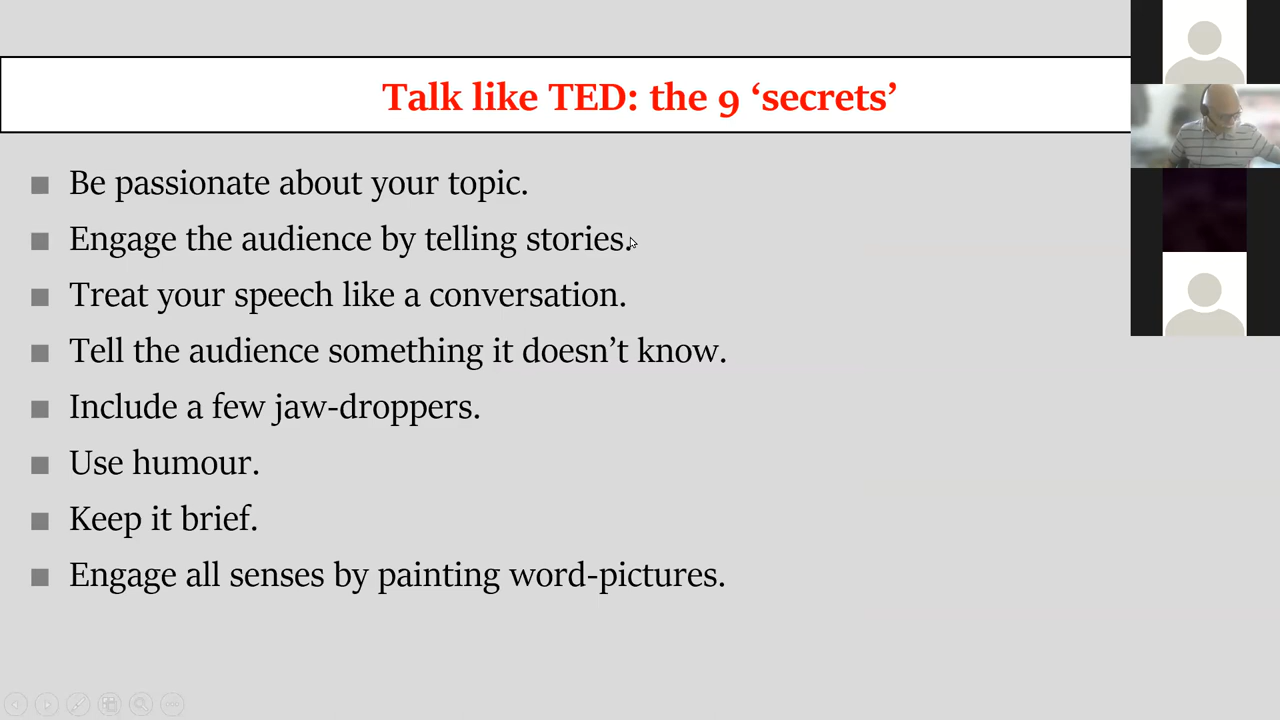 Talk like TED: the 9 ‘secrets’
Be passionate about your topic.
Engage the audience by telling stories.
Treat your speech like a conversation.
Tell the audience something it doesn’t know.
Include a few jaw-droppers.
Use humour.
Keep it brief.
Engage all senses by painting word-pictures.